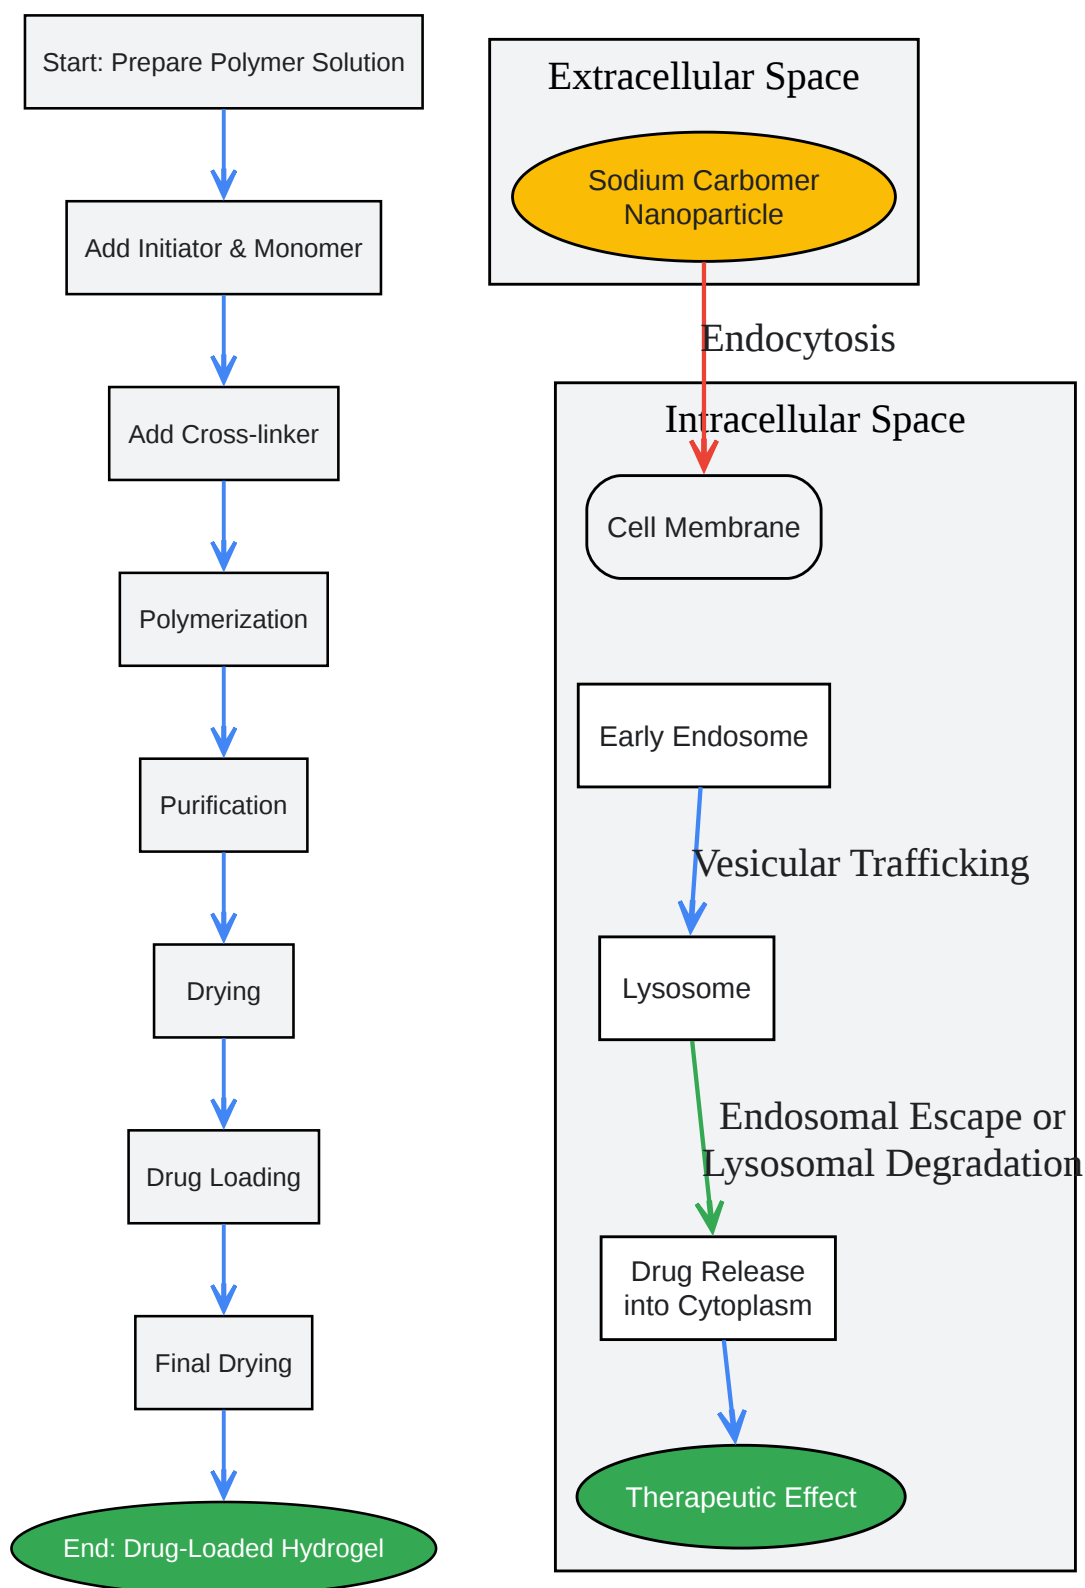 Start: Prepare Polymer Solution
Add Initiator & Monomer
Add Cross-linker
Polymerization
Purification
Drying
Drug Loading
Final Drying
End: Drug-Loaded Hydrogel
Extracellular Space
Sodium Carbomer
Nanoparticle
Endocytosis
Intracellular Space
Cell Membrane
Early Endosome
Vesicular Trafficking
Lysosome
Endosomal Escape or
Lysosomal Degradation
Drug Release
into Cytoplasm
Therapeutic Effect